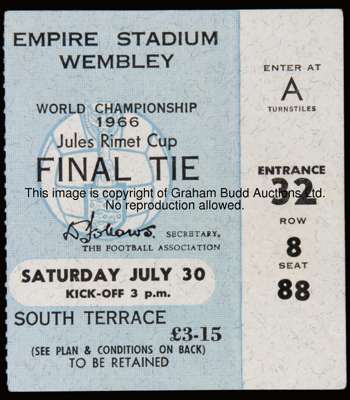 EMPIRE STADIUM
WEMBLEY
WORLD CHAMPIONSHIP
1966
Jules Rimet Cup
FINAL TIE
This image is copyright of Graham Budd Auctions Ltd.
No reproduction allowed.
D Follows. SECRETARY,
THE FOOTBALL ASSOCIATION
SATURDAY JULY 30
KICK-OFF 3 p.m.
SOUTH TERRACE
£3-15
(SEE PLAN & CONDITIONS ON BACK)
TO BE RETAINED
ENTER AT
A
TURNSTILES
ENTRANCE
32
ROW
8
SEAT
88